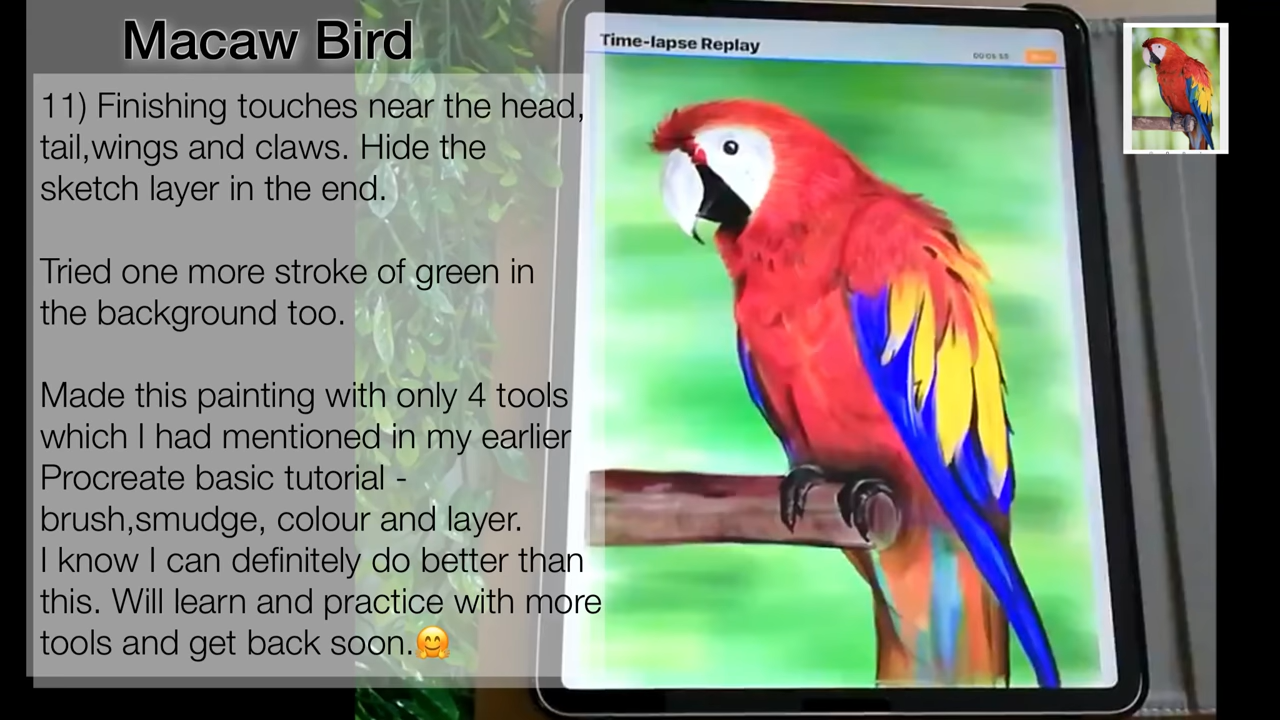 Macaw Bird
11) Finishing touches near the head,
tail,wings and claws. Hide the
sketch layer in the end.
Tried one more stroke of green in
the background too.
Made this painting with only 4 tools
which I had mentioned in my earlier
Procreate basic tutorial -
brush,smudge, colour and layer.
I know I can definitely do better than
this. Will learn and practice with more
tools and get back soon.🤗
Time-lapse Replay